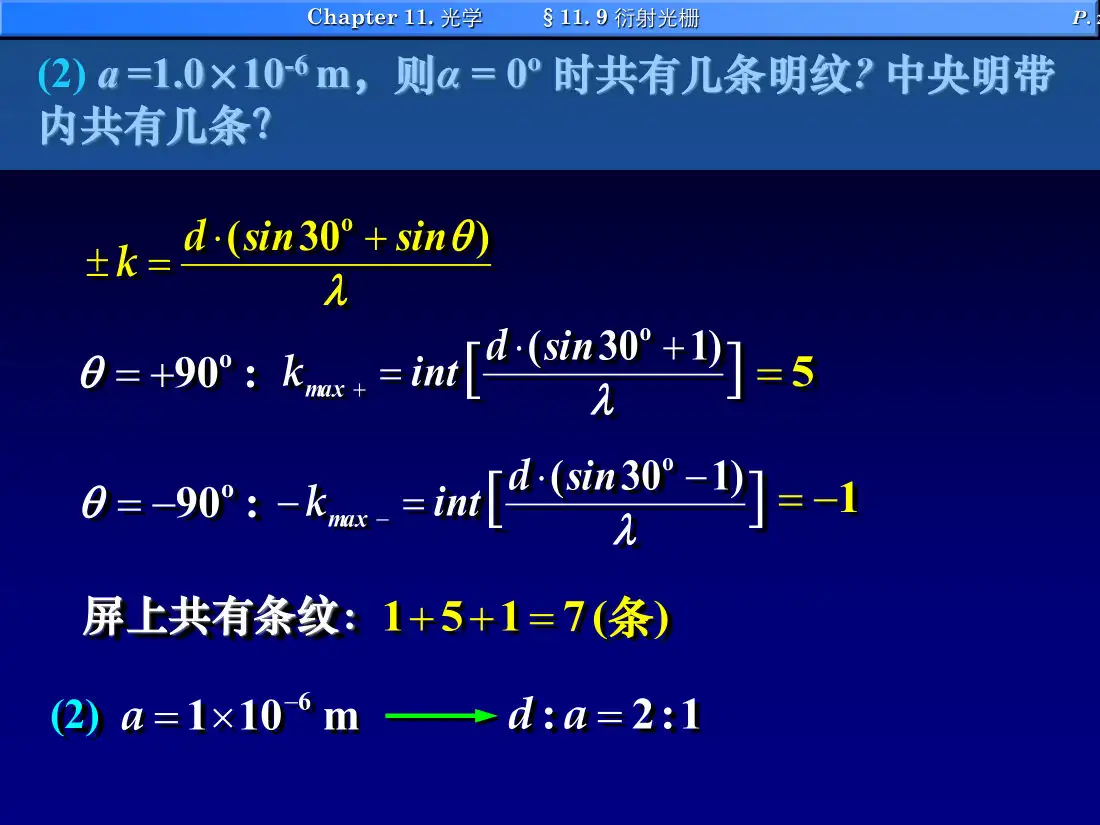 Chapter 11. 光学 §11. 9 衍射光栅 P.
(2) a =1.0×10⁻⁶ m，则α = 0º 时共有几条明纹? 中央明带
内共有几条?
±k = d·(sin30º + sinθ) / λ
θ = +90º : k_max + = int[d·(sin30º + 1) / λ] = 5
θ = −90º : −k_max − = int[d·(sin30º − 1) / λ] = −1
屏上共有条纹: 1+5+1=7(条)
(2) a = 1×10⁻⁶ m → d : a = 2 : 1